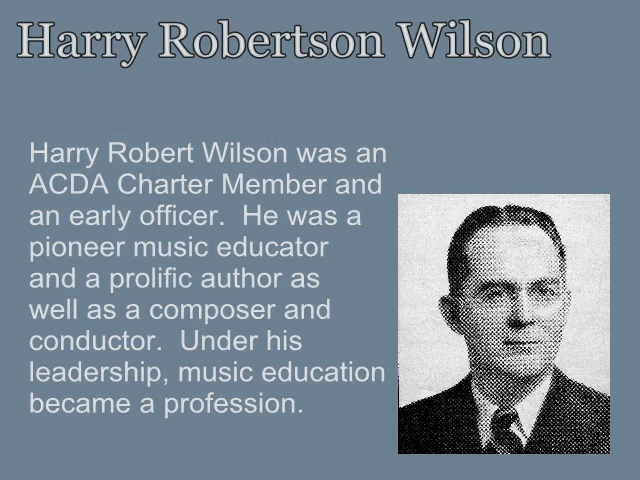 Harry Robertson Wilson
Harry Robert Wilson was an
ACDA Charter Member and
an early officer.  He was a
pioneer music educator
and a prolific author as
well as a composer and
conductor.  Under his
leadership, music education
became a profession.